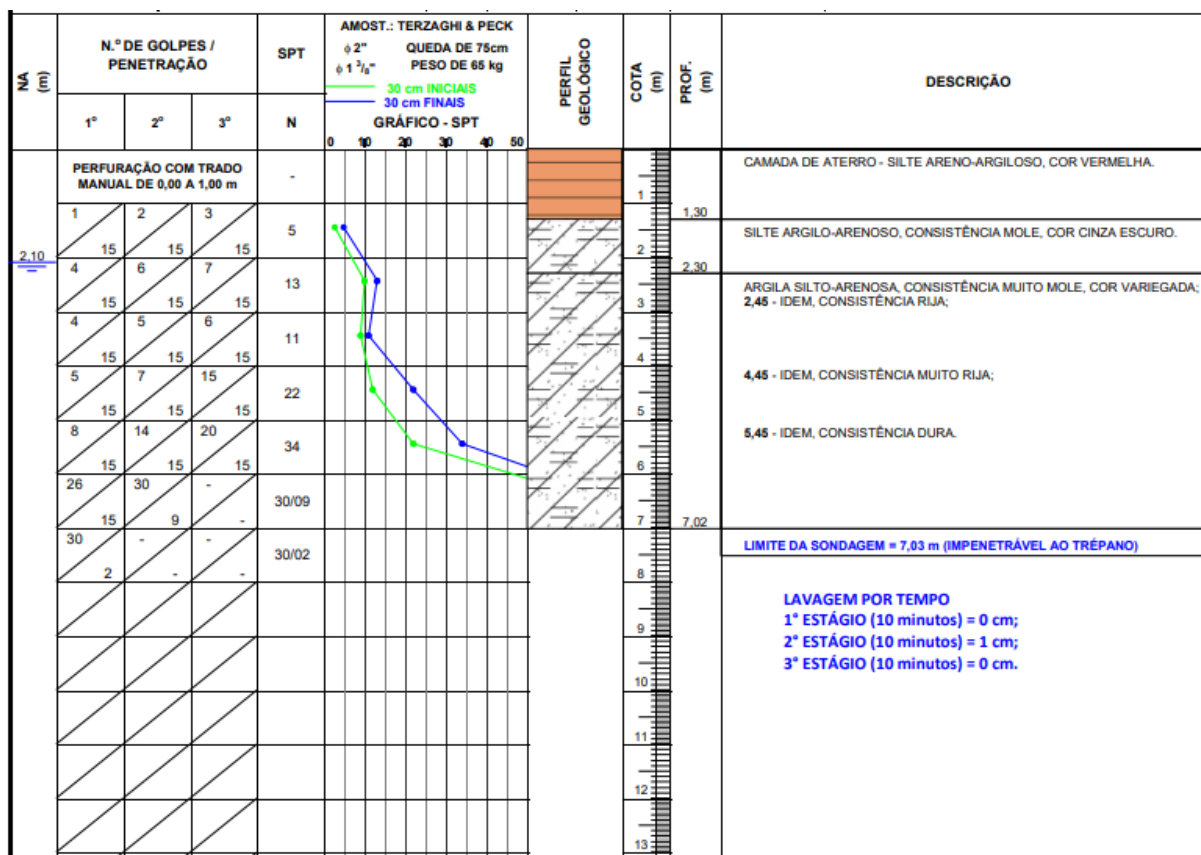 NA (m)
N.º DE GOLPES / PENETRAÇÃO
1° 2° 3°
SPT
N
AMOST.: TERZAGHI & PECK
ϕ 2" QUEDA DE 75cm
ϕ 1 3/8" PESO DE 65 kg
30 cm INICIAIS
30 cm FINAIS
GRÁFICO - SPT
0 10 20 30 40 50
PERFIL GEOLÓGICO
COTA (m)
PROF. (m)
DESCRIÇÃO
PERFURAÇÃO COM TRADO
MANUAL DE 0,00 A 1,00 m
-
1
CAMADA DE ATERRO - SILTE ARENO-ARGILOSO, COR VERMELHA.
1,30
1 2 3
15 15 15
5
2
SILTE ARGILO-ARENOSO, CONSISTÊNCIA MOLE, COR CINZA ESCURO.
2,10
2,30
4 6 7
15 15 15
13
3
ARGILA SILTO-ARENOSA, CONSISTÊNCIA MUITO MOLE, COR VARIEGADA;
2,45 - IDEM, CONSISTÊNCIA RIJA;
4 5 6
15 15 15
11
4
5 7 15
15 15 15
22
5
4,45 - IDEM, CONSISTÊNCIA MUITO RIJA;
8 14 20
15 15 15
34
6
5,45 - IDEM, CONSISTÊNCIA DURA.
26 30 -
15 9 -
30/09
7
7,02
30 - -
2 - -
30/02
8
LIMITE DA SONDAGEM = 7,03 m (IMPENETRÁVEL AO TRÉPANO)
LAVAGEM POR TEMPO
1° ESTÁGIO (10 minutos) = 0 cm;
2° ESTÁGIO (10 minutos) = 1 cm;
3° ESTÁGIO (10 minutos) = 0 cm.
9
10
11
12
13